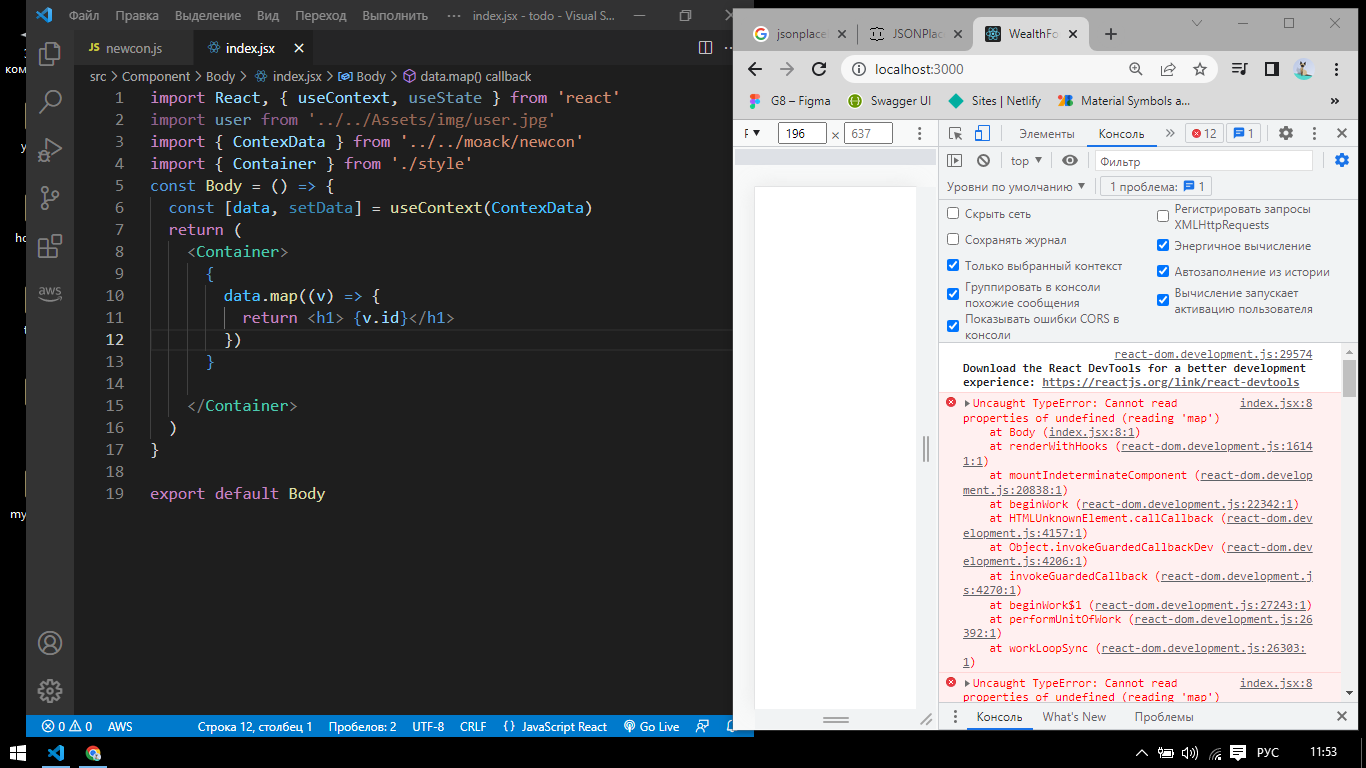 Файл Правка Выделение Вид Переход Выполнить ··· index.jsx - todo - Visual S...
JS newcon.js index.jsx
src > Component > Body > index.jsx > Body > data.map() callback
1 import React, { useContext, useState } from 'react'
2 import user from '../../Assets/img/user.jpg'
3 import { ContexData } from '../../moack/newcon'
4 import { Container } from './style'
5 const Body = () => {
6 const [data, setData] = useContext(ContexData)
7 return (
8 <Container>
9 {
10 data.map((v) => {
11 return <h1> {v.id}</h1>
12 })
13 }
14
15 </Container>
16 )
17 }
18
19 export default Body
aws
0 0 AWS Строка 12, столбец 1 Пробелов: 2 UTF-8 CRLF {} JavaScript React Go Live
jsonplace JSONPlac WealthFo
localhost:3000
G8 – Figma Swagger UI Sites | Netlify Material Symbols a... »
196 × 637 Элементы Консоль » 12 1
top Фильтр
Уровни по умолчанию 1 проблема: 1
Скрыть сеть
Сохранять журнал
Только выбранный контекст
Группировать в консоли
похожие сообщения
Показывать ошибки CORS в
консоли
Регистрировать запросы
XMLHttpRequests
Энергичное вычисление
Автозаполнение из истории
Вычисление запускает
активацию пользователя
react-dom.development.js:29574
Download the React DevTools for a better development
experience: https://reactjs.org/link/react-devtools
Uncaught TypeError: Cannot read index.jsx:8
properties of undefined (reading 'map')
at Body (index.jsx:8:1)
at renderWithHooks (react-dom.development.js:1614
1:1)
at mountIndeterminateComponent (react-dom.develop
ment.js:20838:1)
at beginWork (react-dom.development.js:22342:1)
at HTMLUnknownElement.callCallback (react-dom.dev
elopment.js:4157:1)
at Object.invokeGuardedCallbackDev (react-dom.dev
elopment.js:4206:1)
at invokeGuardedCallback (react-dom.development.j
s:4270:1)
at beginWork$1 (react-dom.development.js:27243:1)
at performUnitOfWork (react-dom.development.js:26
392:1)
at workLoopSync (react-dom.development.js:26303:
1)
Uncaught TypeError: Cannot read index.jsx:8
properties of undefined (reading 'map')
Консоль What's New Проблемы
РУС 11:53